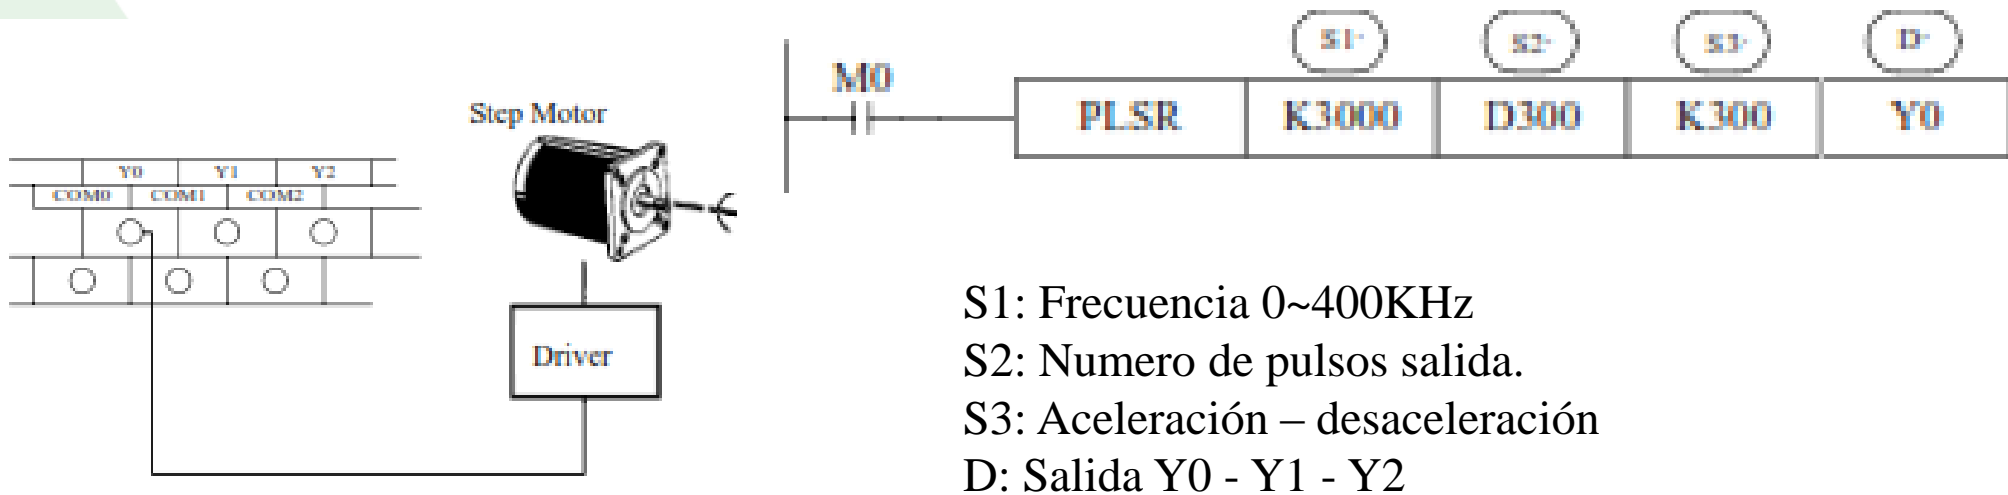 S1· S2· S3· D·
M0
PLSR K3000 D300 K300 Y0
Step Motor
Y0 Y1 Y2
COM0 COM1 COM2
Driver
S1: Frecuencia 0~400KHz
S2: Numero de pulsos salida.
S3: Aceleración – desaceleración
D: Salida Y0 - Y1 - Y2